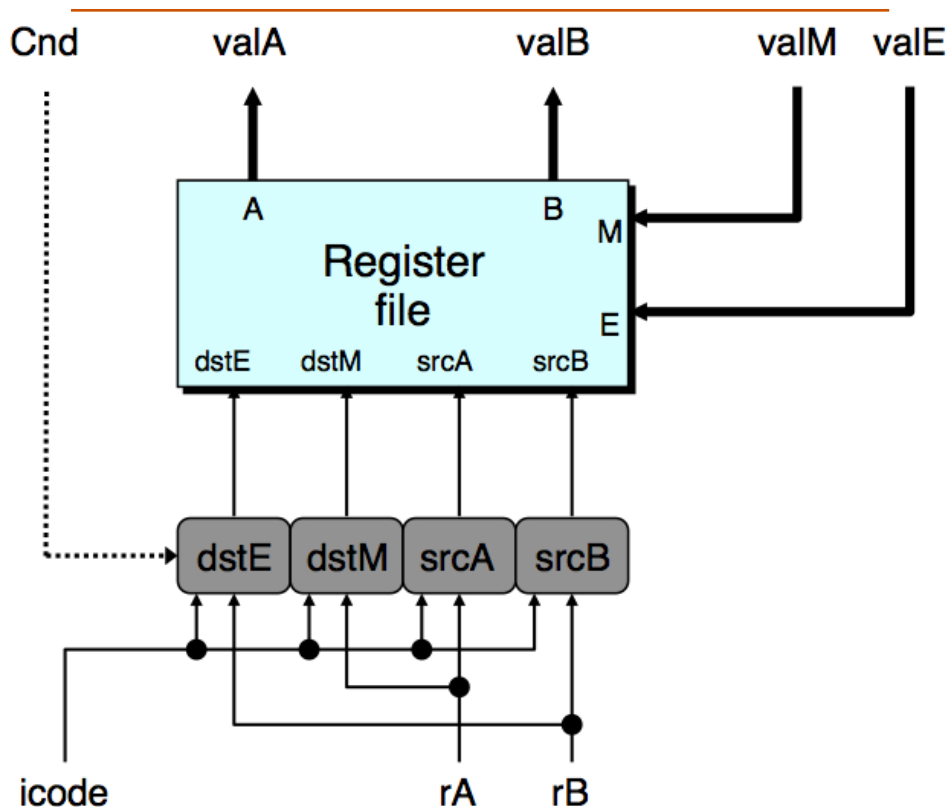 Cnd valA valB valM valE
A B
M
Register
file
E
dstE dstM srcA srcB
dstE dstM srcA srcB
icode rA rB